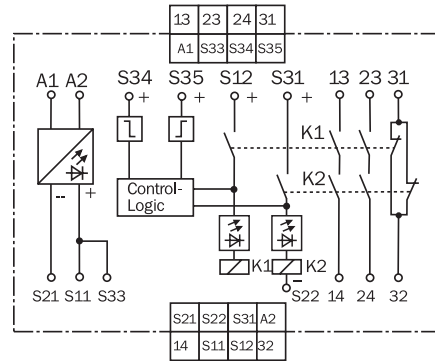 13 23 24 31
A1 S33 S34 S35
A1 A2 S34 S35 S12 S31 13 23 31
+ + + +
K1
K2
Control-
Logic
-- +
K1 K2
S21 S11 S33 S22 14 24 32
S21 S22 S31 A2
14 S11 S12 32